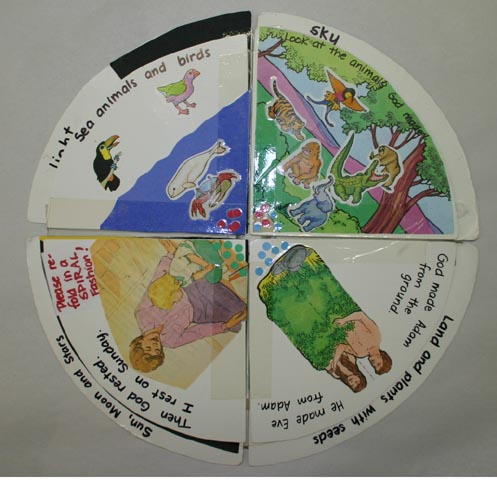 Sun, Moon and Stars
Then God rested.
I rest on Sunday.
Please re-
fold in a
SPIRAL
Fashion!
light
Sea animals and birds
sky
Look at the animals
God made
Land and plants with seeds
He made Eve
from Adam.
God made Adam
from the
ground.